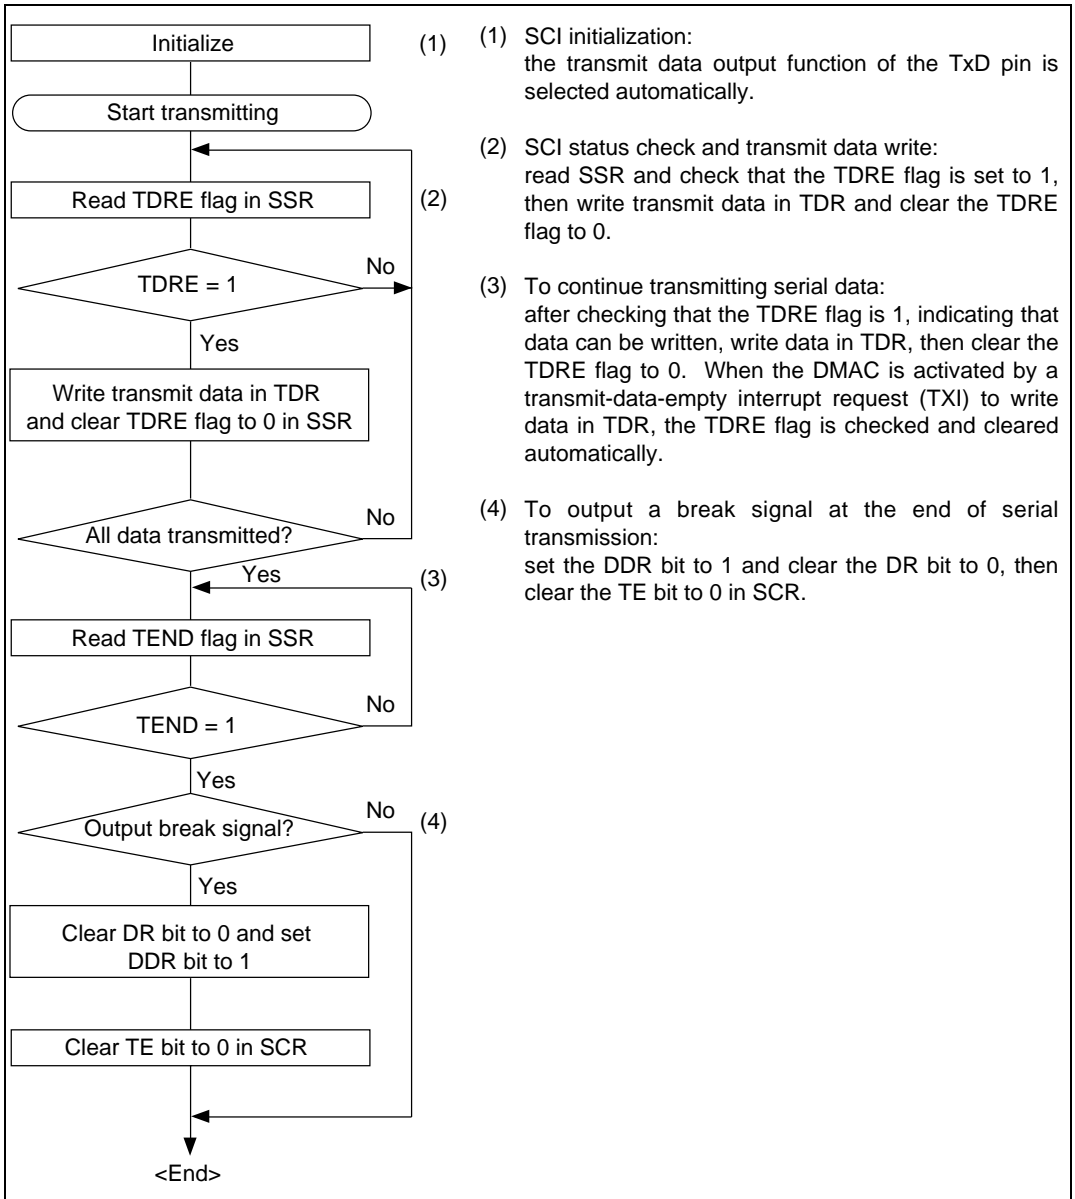 Initialize
(1)
Start transmitting
Read TDRE flag in SSR
(2)
TDRE = 1
No
Yes
Write transmit data in TDR
and clear TDRE flag to 0 in SSR
All data transmitted?
No
Yes
(3)
Read TEND flag in SSR
TEND = 1
No
Yes
Output break signal?
No
(4)
Yes
Clear DR bit to 0 and set
DDR bit to 1
Clear TE bit to 0 in SCR
<End>
(1) SCI initialization:
the transmit data output function of the TxD pin is
selected automatically.
(2) SCI status check and transmit data write:
read SSR and check that the TDRE flag is set to 1,
then write transmit data in TDR and clear the TDRE
flag to 0.
(3) To continue transmitting serial data:
after checking that the TDRE flag is 1, indicating that
data can be written, write data in TDR, then clear the
TDRE flag to 0. When the DMAC is activated by a
transmit-data-empty interrupt request (TXI) to write
data in TDR, the TDRE flag is checked and cleared
automatically.
(4) To output a break signal at the end of serial
transmission:
set the DDR bit to 1 and clear the DR bit to 0, then
clear the TE bit to 0 in SCR.